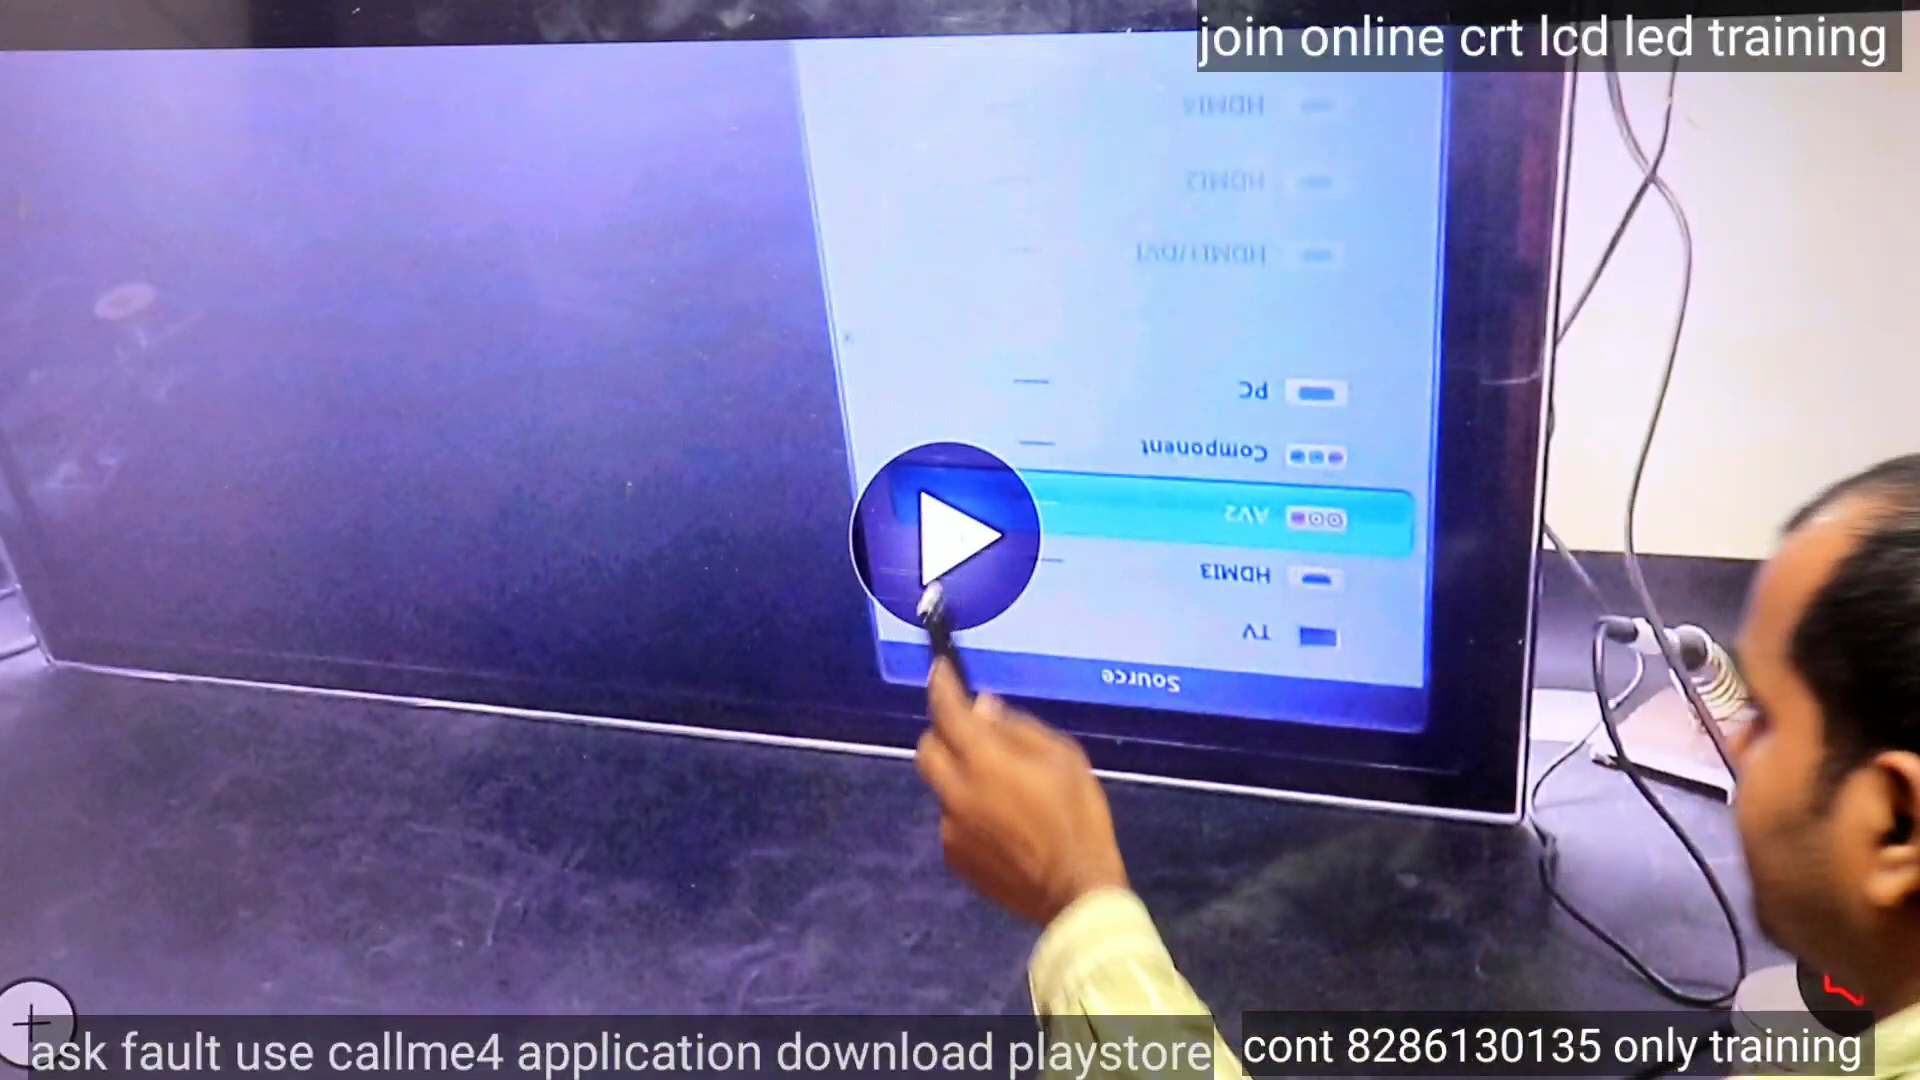 join online crt lcd led training
HDMI4
HDMI2
HDMI1/DVI
PC
Component
AV2
HDMI3
TV
Source
ask fault use callme4 application download playstore
cont 8286130135 only training